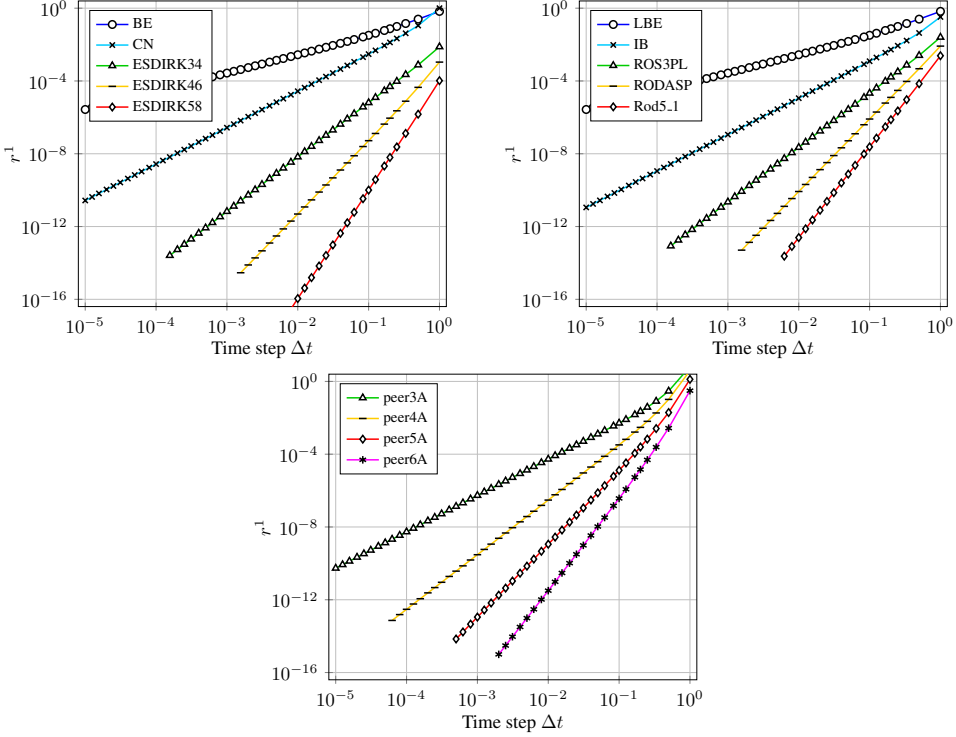 10^0
10^−4
10^−8
10^−12
10^−16
r^1
BE
CN
ESDIRK34
ESDIRK46
ESDIRK58
10^−5 10^−4 10^−3 10^−2 10^−1 10^0
Time step Δt
10^0
10^−4
10^−8
10^−12
10^−16
r^1
LBE
IB
ROS3PL
RODASP
Rod5_1
10^−5 10^−4 10^−3 10^−2 10^−1 10^0
Time step Δt
10^0
10^−4
10^−8
10^−12
10^−16
r^1
peer3A
peer4A
peer5A
peer6A
10^−5 10^−4 10^−3 10^−2 10^−1 10^0
Time step Δt